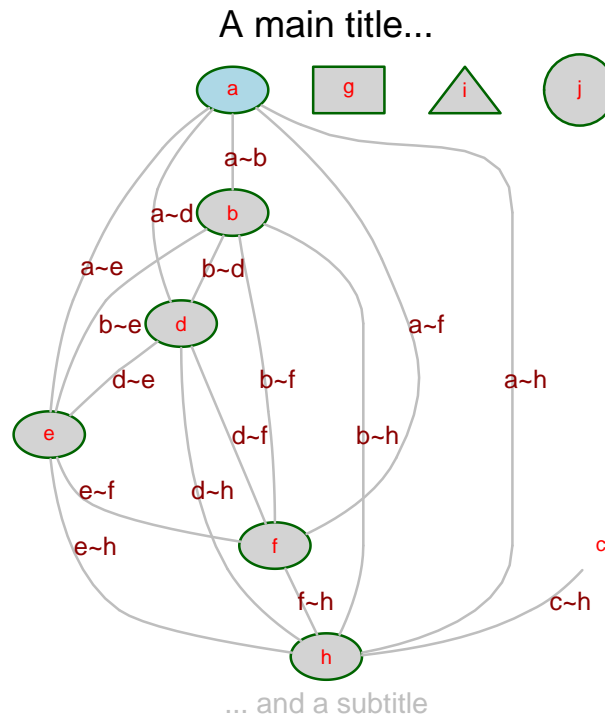 A main title...
a
g
i
j
a~b
a~d
b
a~e
b~d
d
b~e
a~f
d~e
b~f
a~h
e
d~f
b~h
e~f
d~h
e~h
f
c
f~h
c~h
h
... and a subtitle